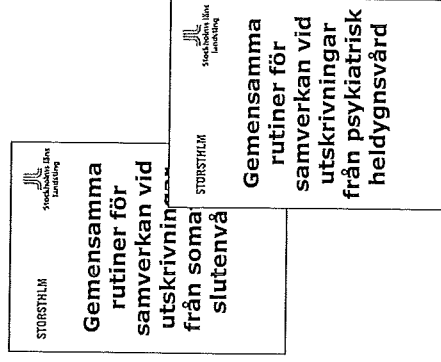 STORSTHLM
Stockholms läns
landsting
Gemensamma
rutiner för
samverkan vid
utskrivningar
från soma
slutenvå
STORSTHLM
Stockholms läns
landsting
Gemensamma
rutiner för
samverkan vid
utskrivningar
från psykiatrisk
heldygnsvård